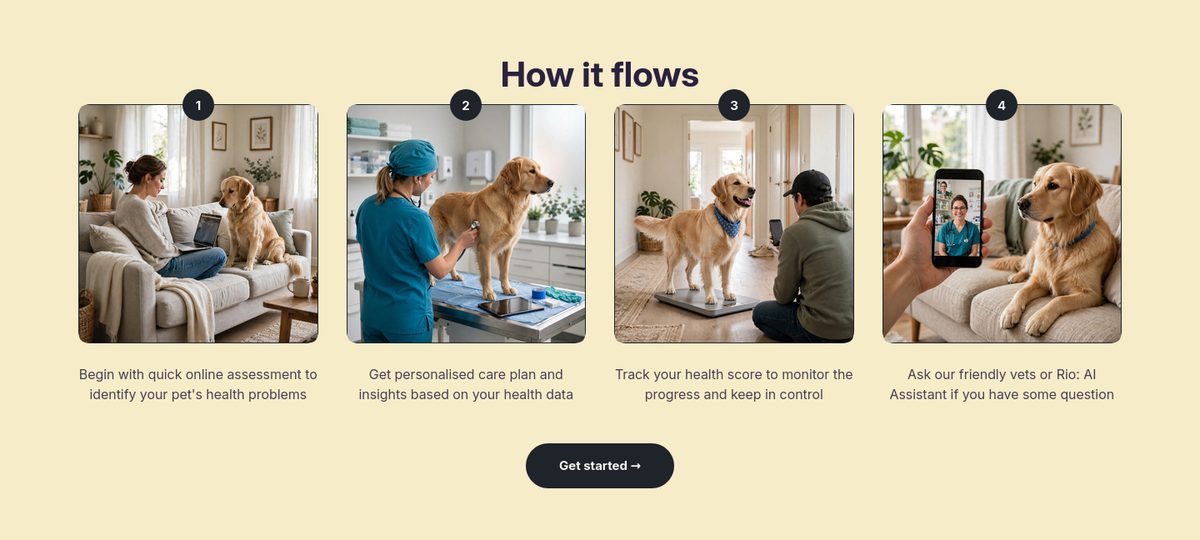 How it flows
1
2
3
4
Begin with quick online assessment to
identify your pet's health problems
Get personalised care plan and
insights based on your health data
Track your health score to monitor the
progress and keep in control
Ask our friendly vets or Rio: AI
Assistant if you have some question
Get started →